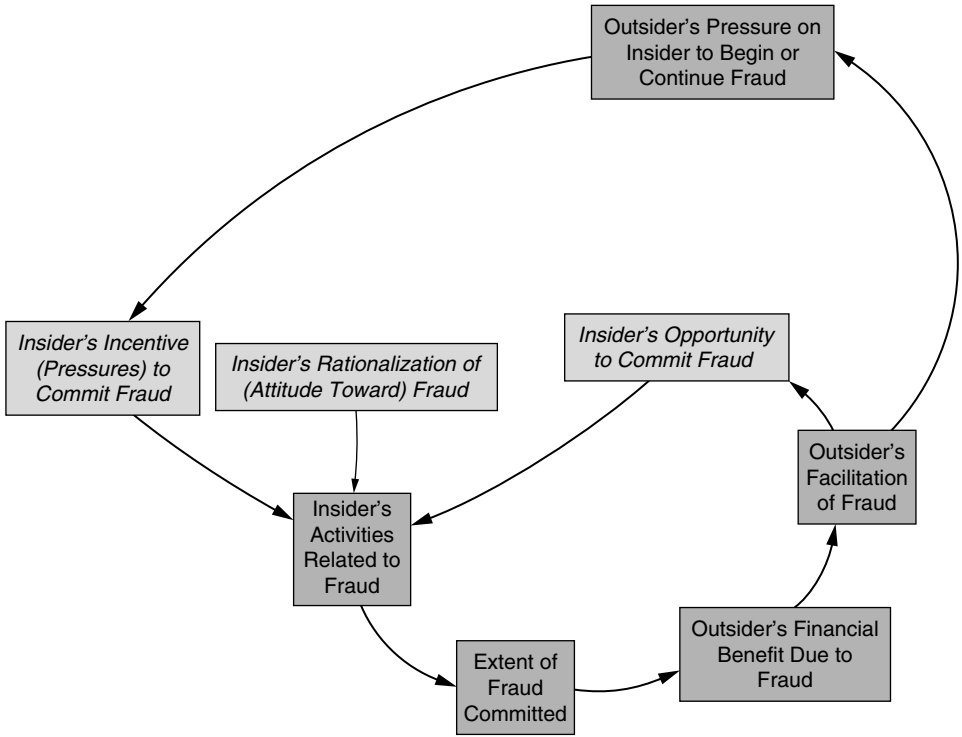 Outsider’s Pressure on
Insider to Begin or
Continue Fraud
Insider’s Incentive
(Pressures) to
Commit Fraud
Insider’s Rationalization of
(Attitude Toward) Fraud
Insider’s Opportunity
to Commit Fraud
Outsider’s
Facilitation
of Fraud
Insider’s
Activities
Related to
Fraud
Outsider’s Financial
Benefit Due to
Fraud
Extent of
Fraud
Committed